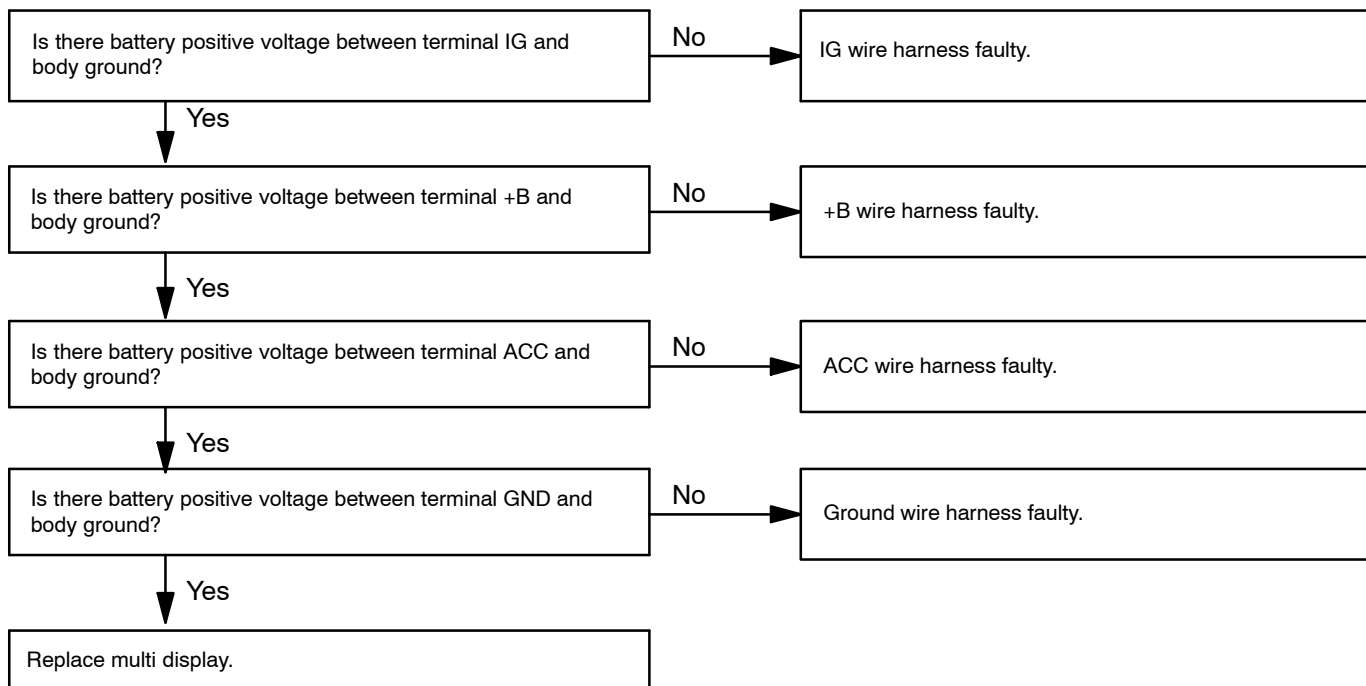 Is there battery positive voltage between terminal IG and
body ground?
No
IG wire harness faulty.
Yes
Is there battery positive voltage between terminal +B and
body ground?
No
+B wire harness faulty.
Yes
Is there battery positive voltage between terminal ACC and
body ground?
No
ACC wire harness faulty.
Yes
Is there battery positive voltage between terminal GND and
body ground?
No
Ground wire harness faulty.
Yes
Replace multi display.